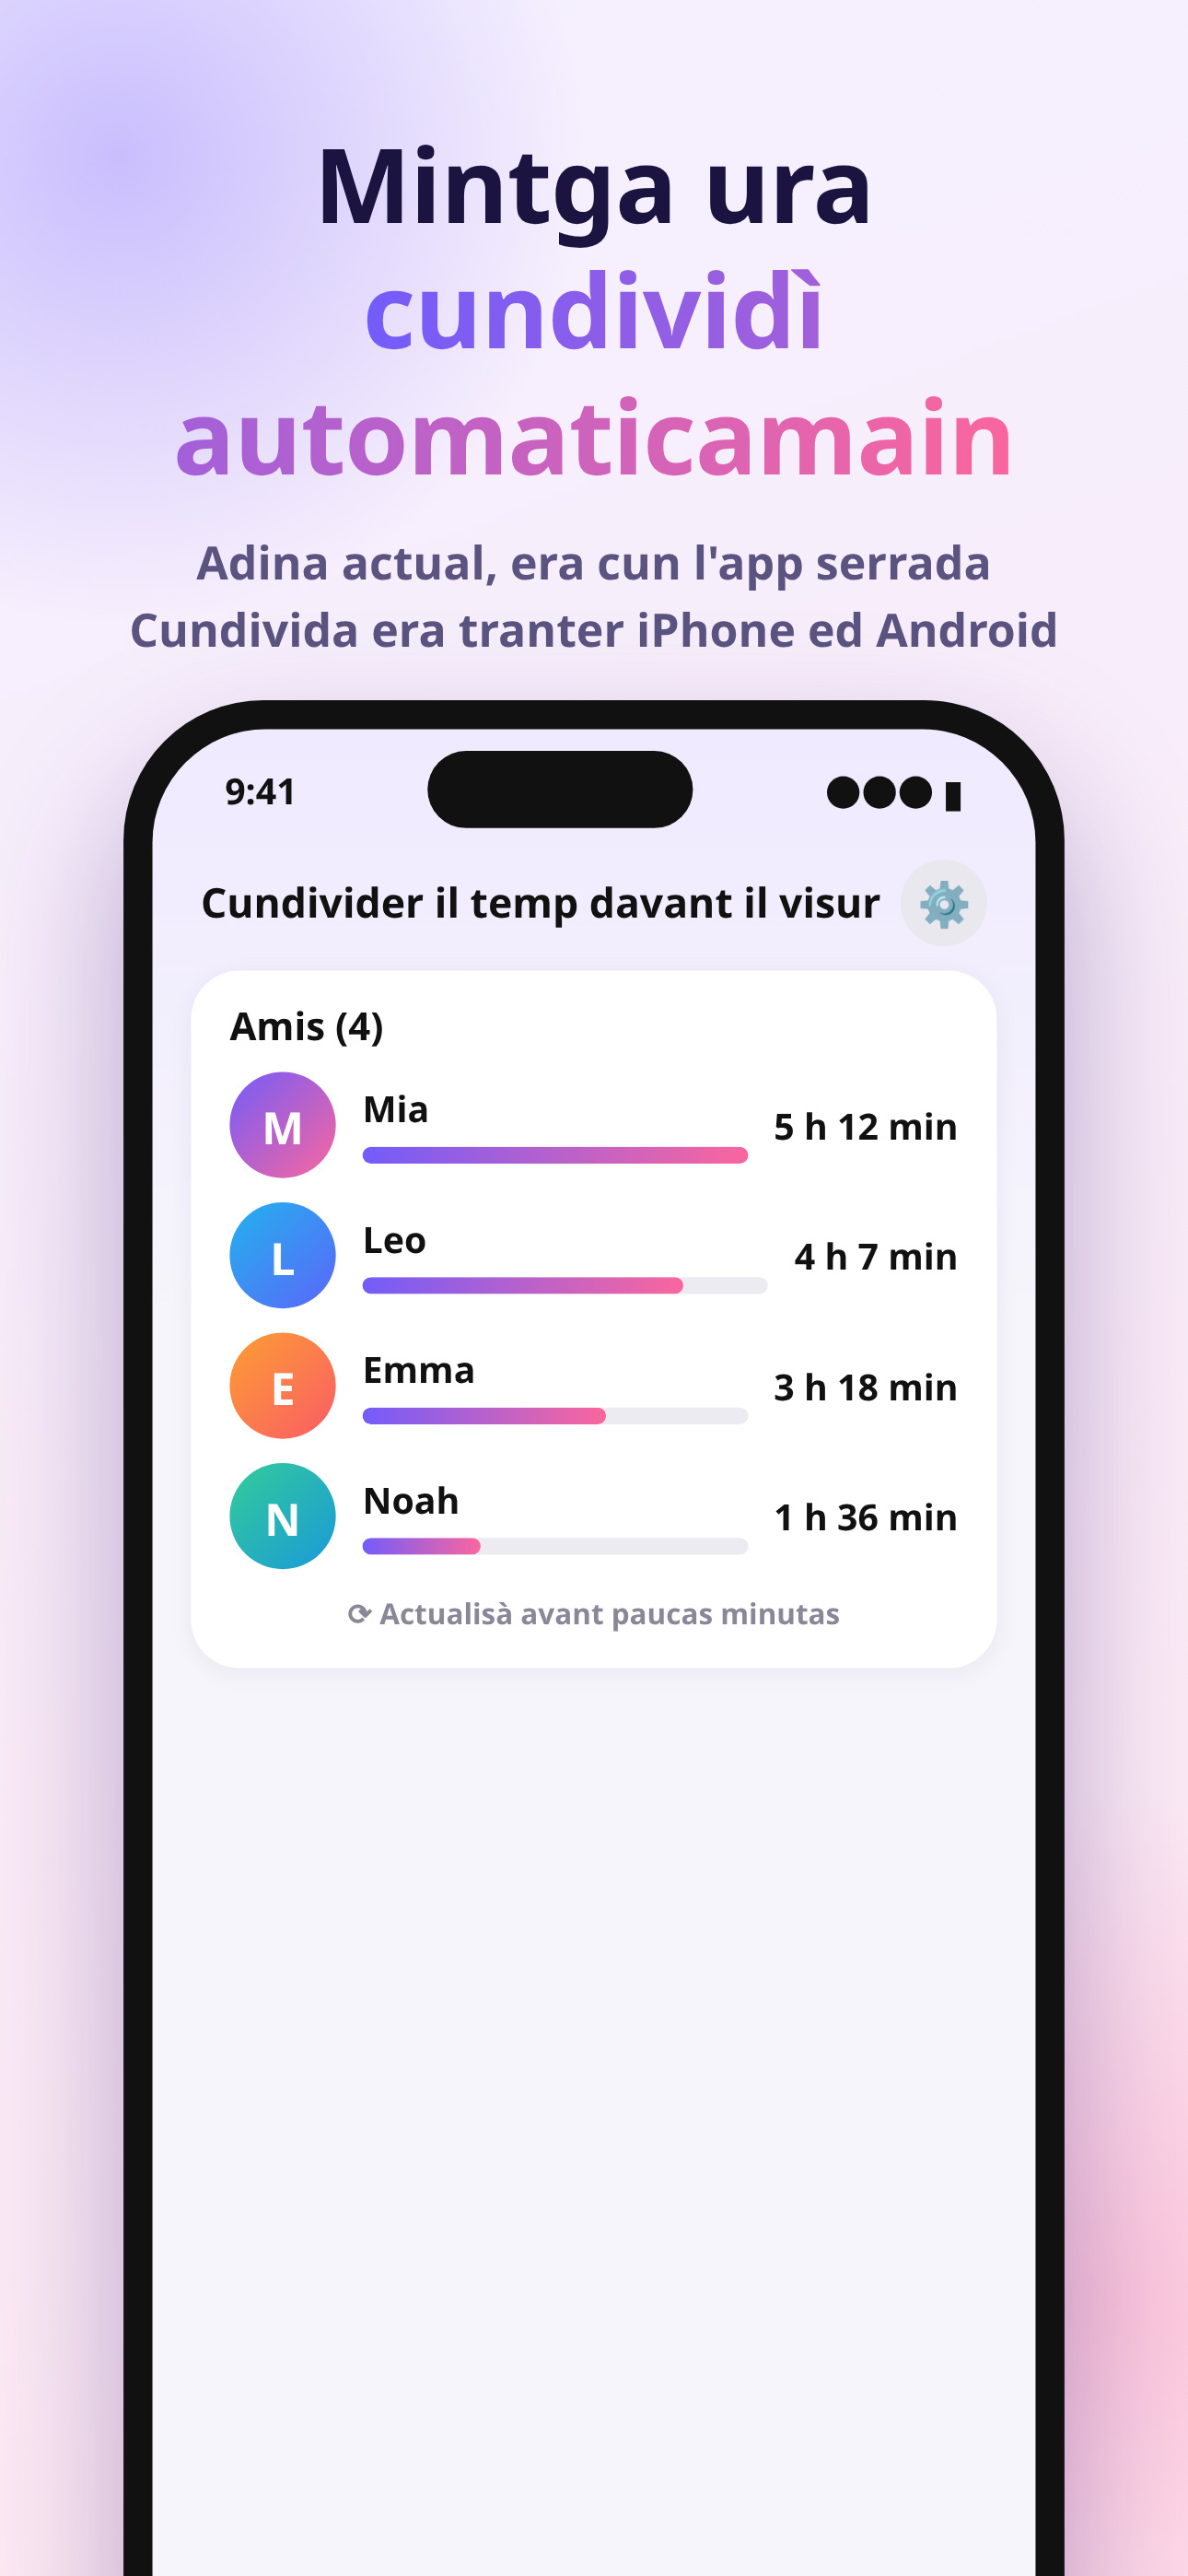 Mintga ura
cundividì
automaticamain
Adina actual, era cun l'app serrada
Cundivida era tranter iPhone ed Android
9:41
Cundivider il temp davant il visur
Amis (4)
M
Mia
5 h 12 min
L
Leo
4 h 7 min
E
Emma
3 h 18 min
N
Noah
1 h 36 min
⟳ Actualisà avant paucas minutas